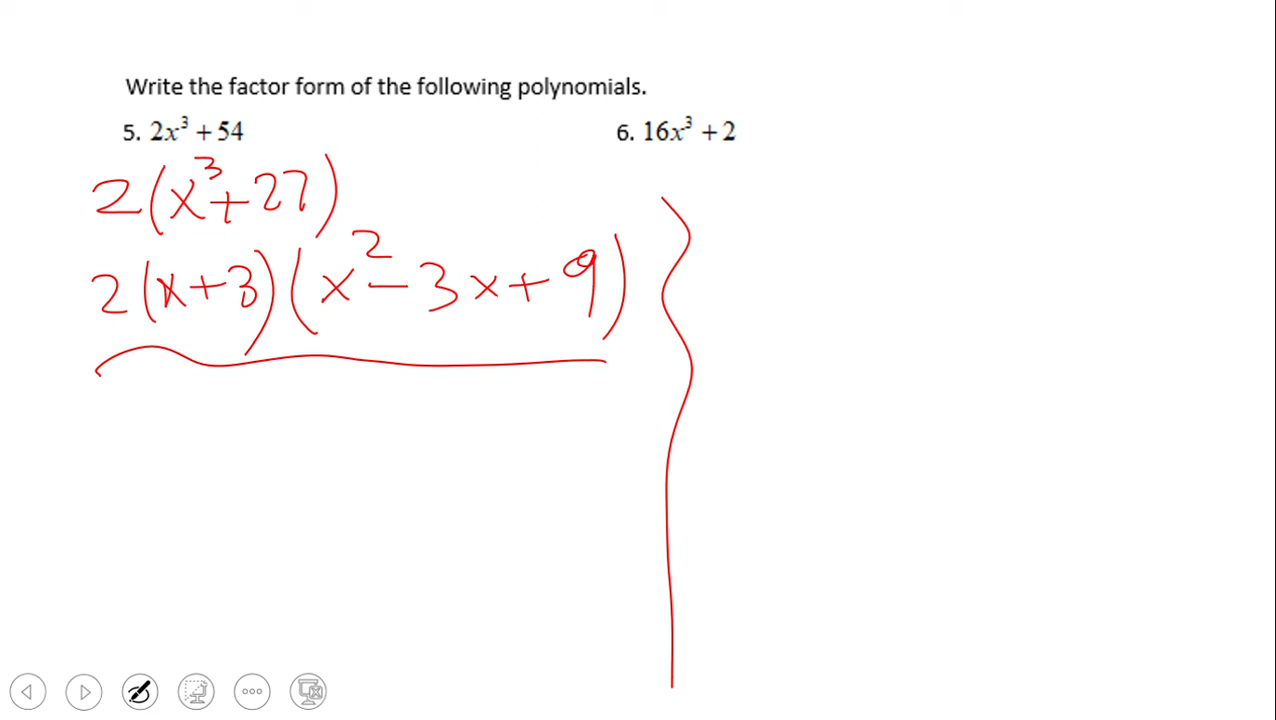 Write the factor form of the following polynomials.
5. 2x³ + 54
6. 16x³ + 2
2(x³+27)
2(x+3)(x²-3x+9)